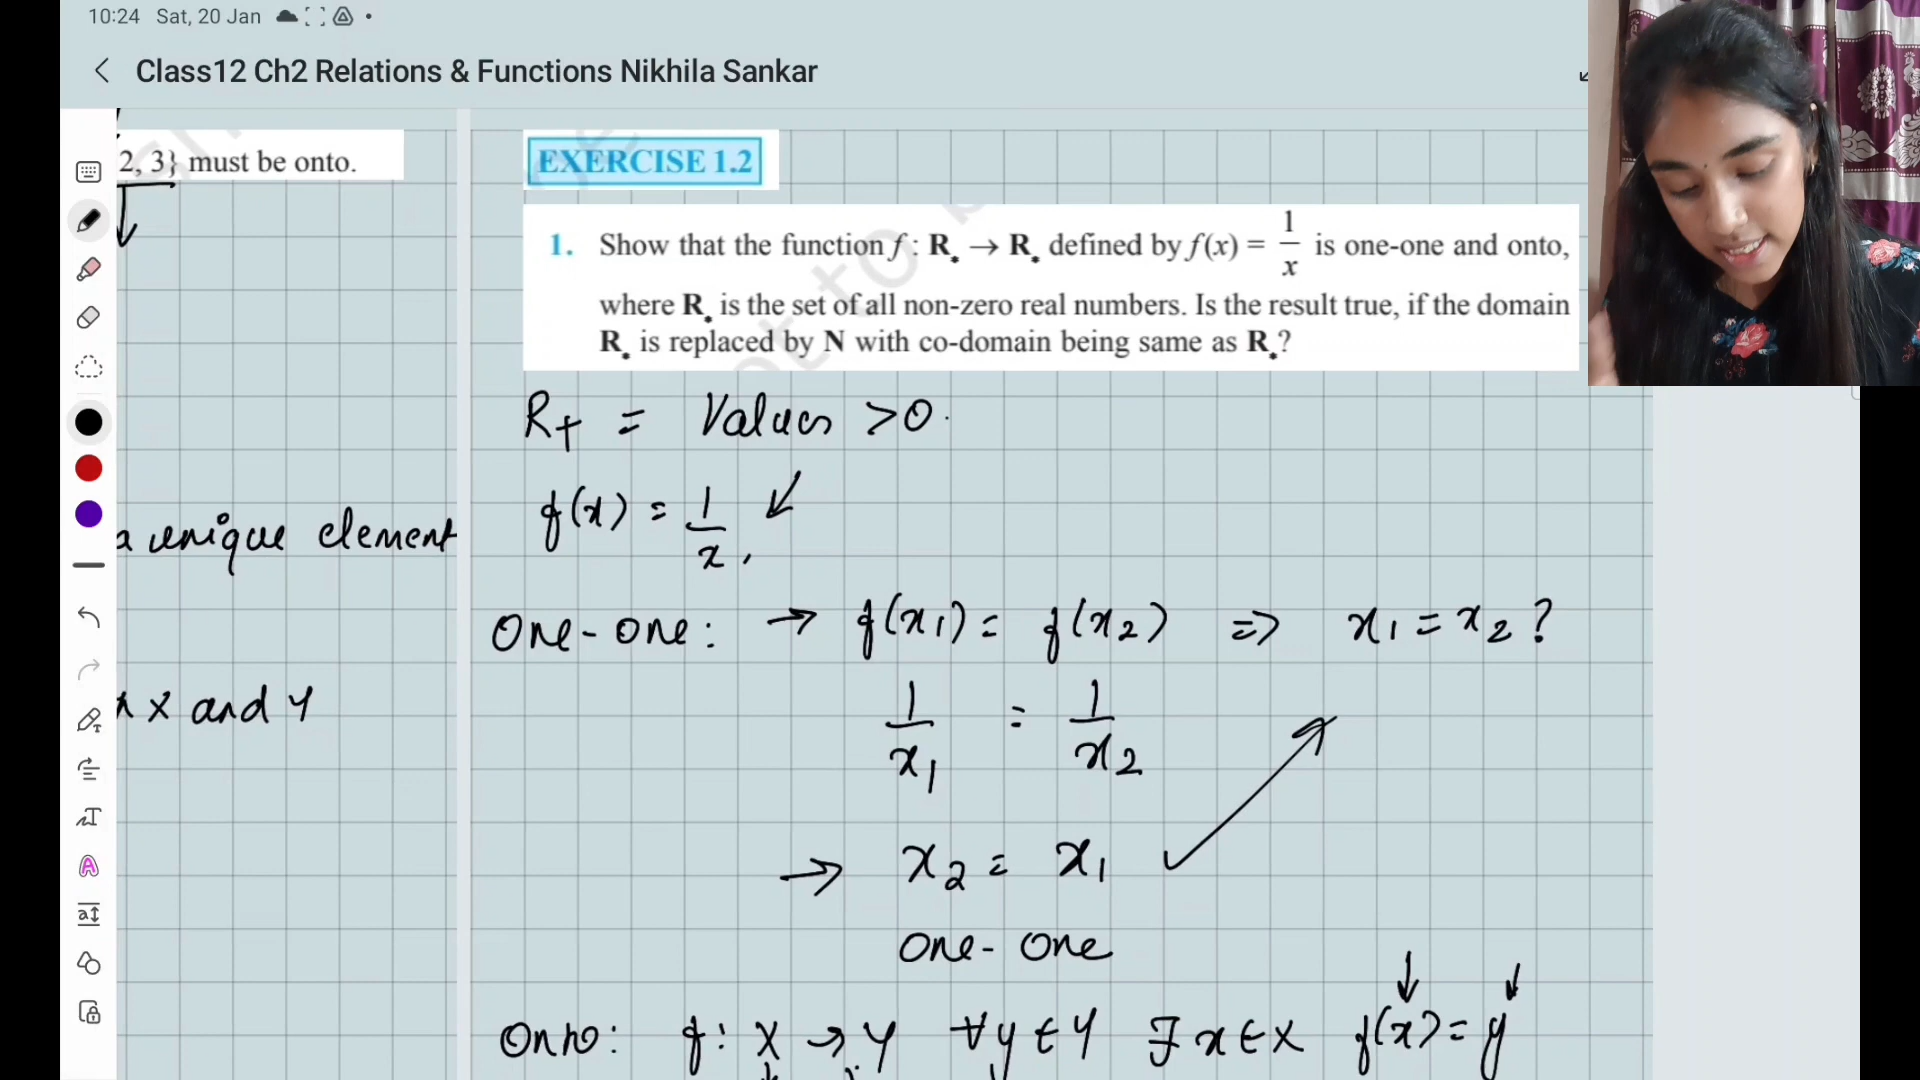 10:24 Sat, 20 Jan
Class12 Ch2 Relations & Functions Nikhila Sankar
2, 3} must be onto.
a unique element
x and y
EXERCISE 1.2
1. Show that the function f : R* → R* defined by f(x) = 1/x is one-one and onto,
where R* is the set of all non-zero real numbers. Is the result true, if the domain
R* is replaced by N with co-domain being same as R*?
R+ = Values >0.
f(x) = 1/x,
One-one: → f(x1) = f(x2) => x1 = x2 ?
1/x1 = 1/x2
→ x2 = x1
One-one
Onto: f: X → Y ∀y ∈ Y ∃ x ∈ X f(x) = y